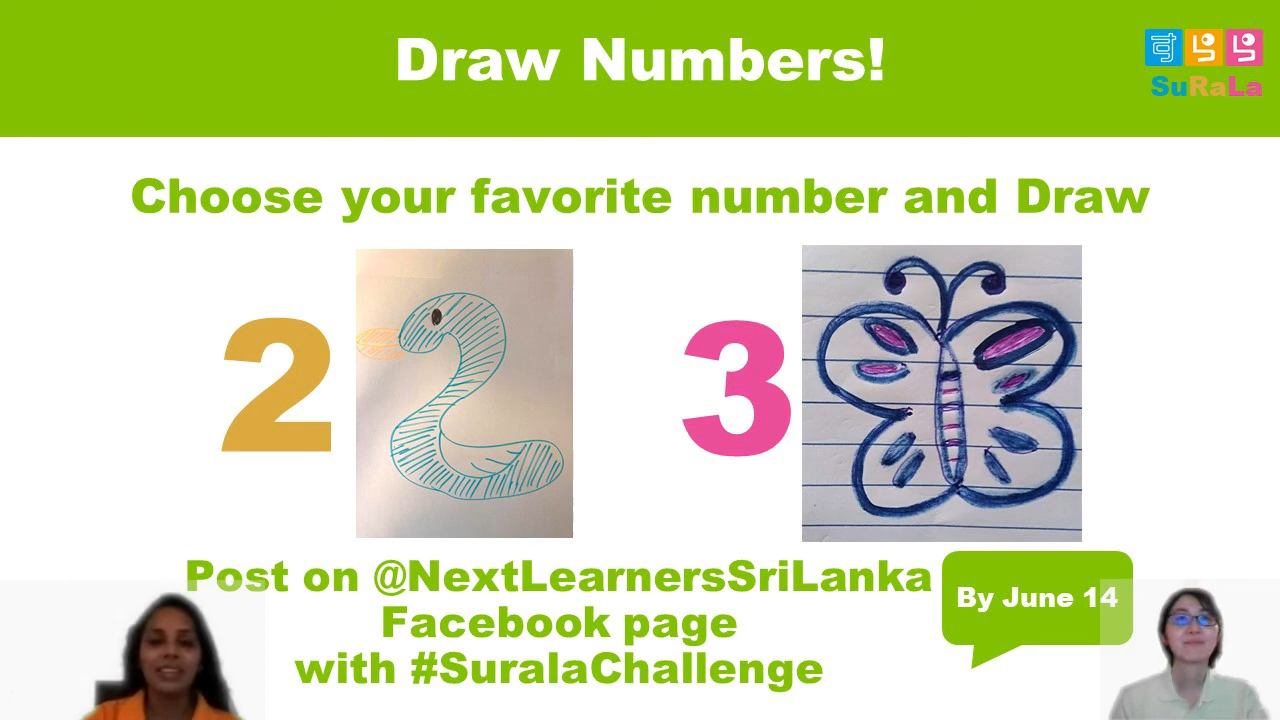 Draw Numbers!
すらら
SuRaLa
Choose your favorite number and Draw
2
3
Post on @NextLearnersSriLanka
Facebook page
with #SuralaChallenge
By June 14